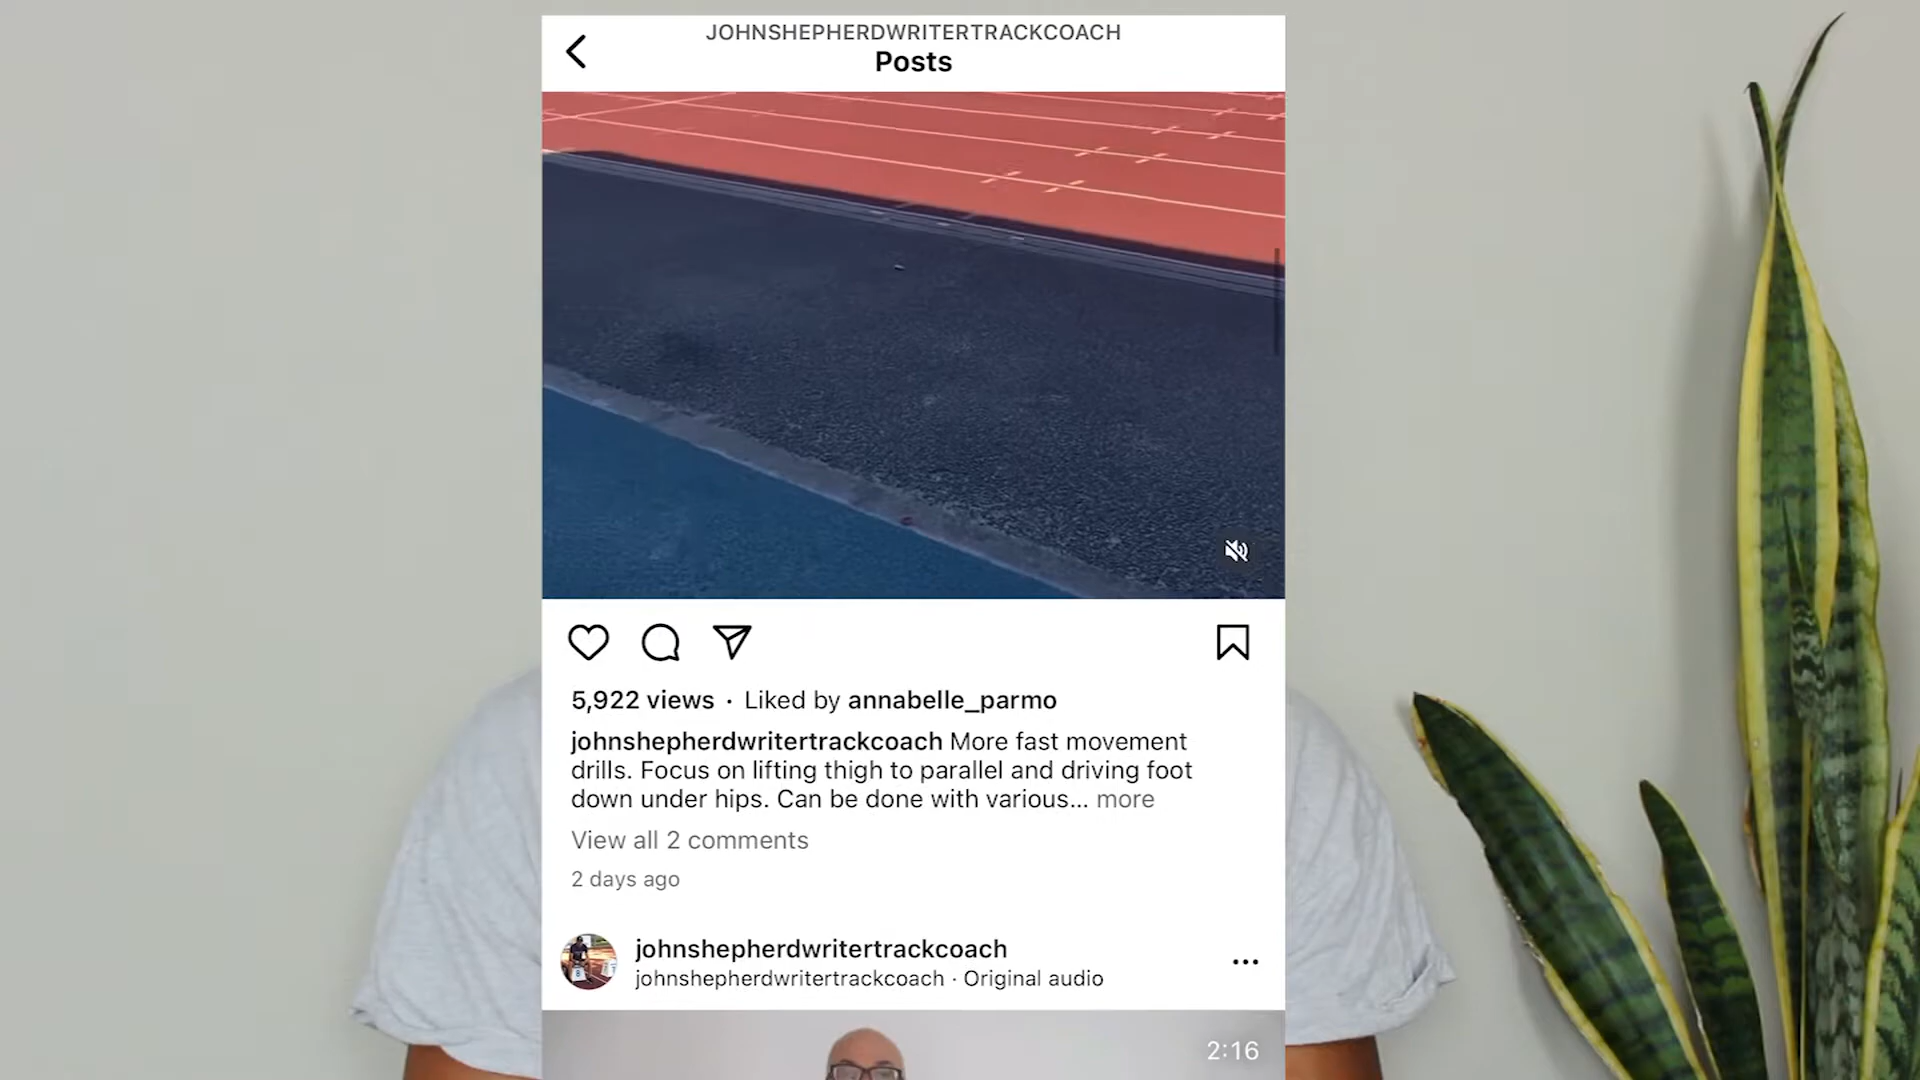 JOHNSHEPHERDWRITERTRACKCOACH
Posts
5,922 views · Liked by annabelle_parmo
johnshepherdwritertrackcoach More fast movement
drills. Focus on lifting thigh to parallel and driving foot
down under hips. Can be done with various... more
View all 2 comments
2 days ago
johnshepherdwritertrackcoach
johnshepherdwritertrackcoach · Original audio
2:16